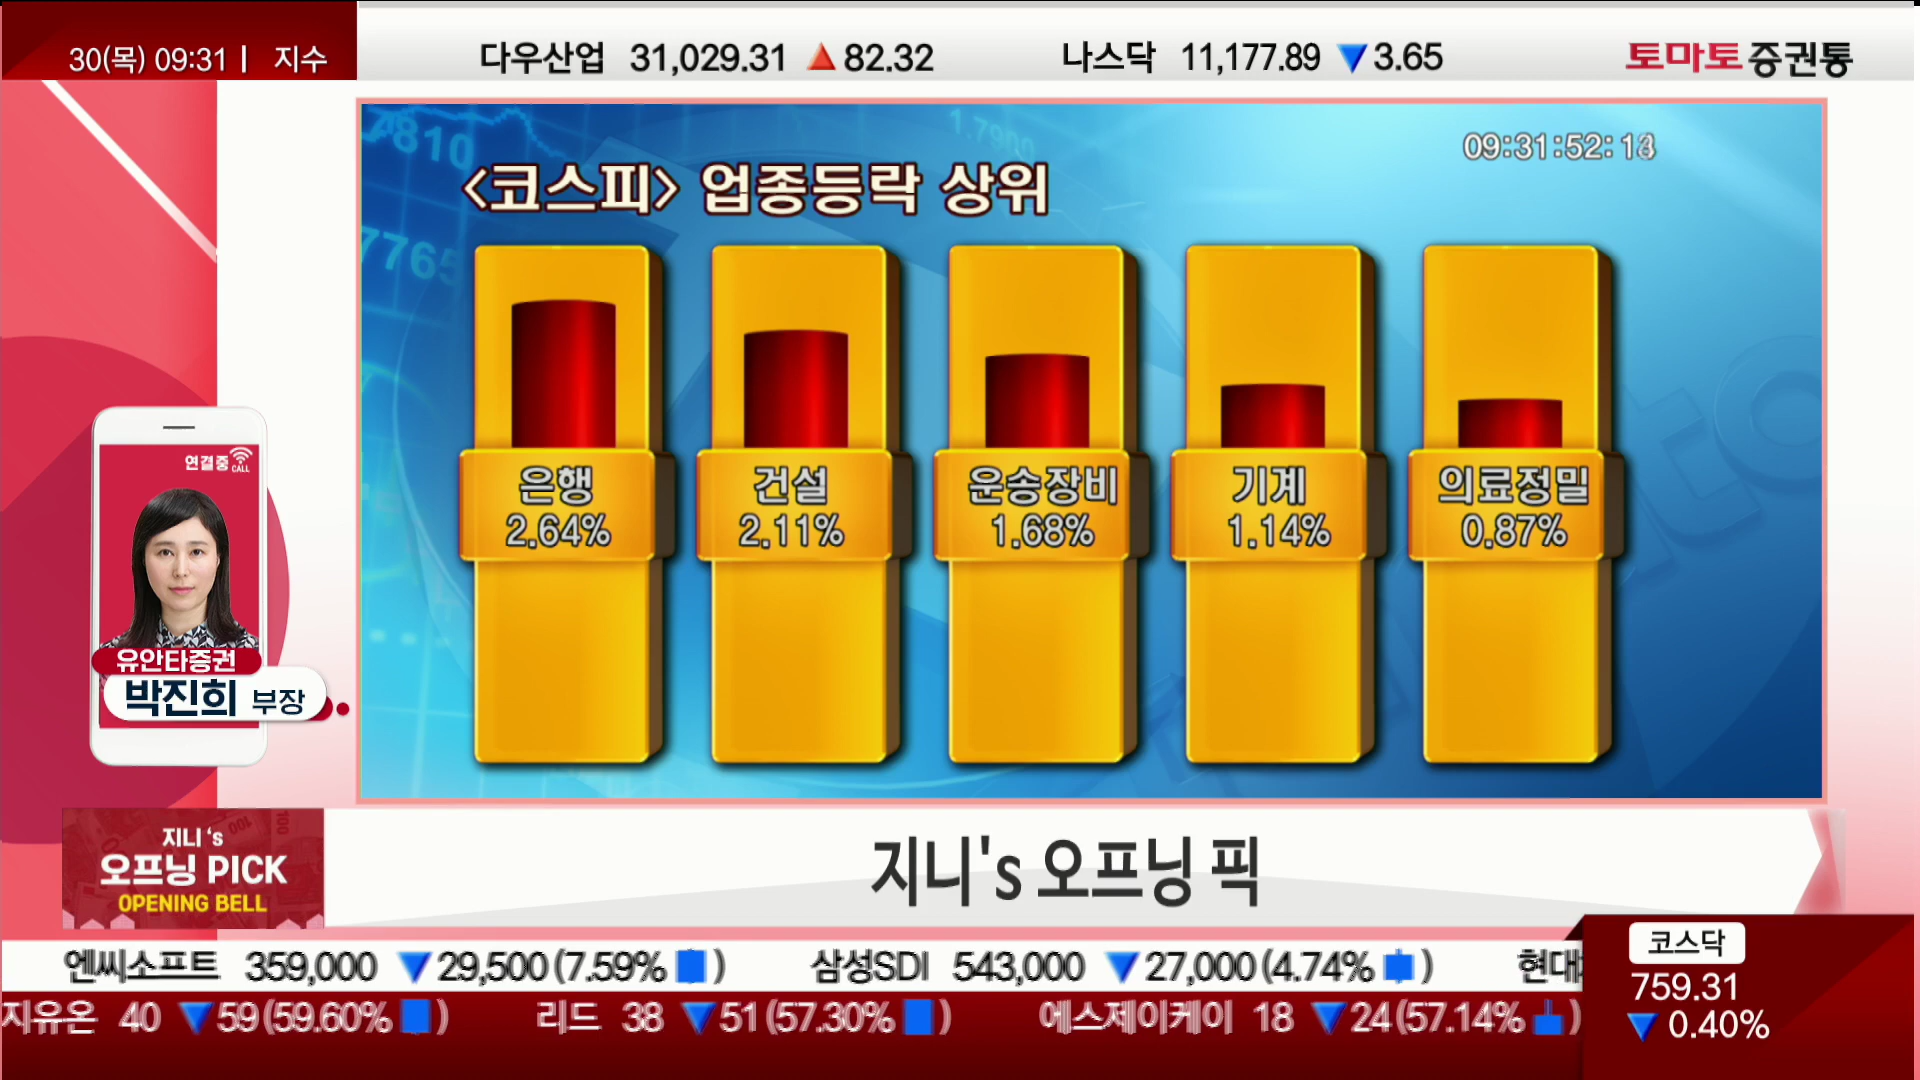 30(목) 09:31 | 지수
다우산업 31,029.31 ▲ 82.32
나스닥 11,177.89 ▼ 3.65
토마토증권통
7810
1.7900
7765
09:31:52:
<코스피> 업종등락 상위
은행
2.64%
건설
2.11%
운송장비
1.68%
기계
1.14%
의료정밀
0.87%
연결중
CALL
유안타증권
박진희 부장
지니's
오프닝 PICK
OPENING BELL
지니's 오프닝 픽
엔씨소프트 359,000 ▼29,500(7.59% ) 삼성SDI 543,000 ▼27,000(4.74% ) 현대
지유온 40 ▼59(59.60% ) 리드 38 ▼51(57.30% ) 에스제이케이 18 ▼24(57.14% )
코스닥
759.31
▼ 0.40%